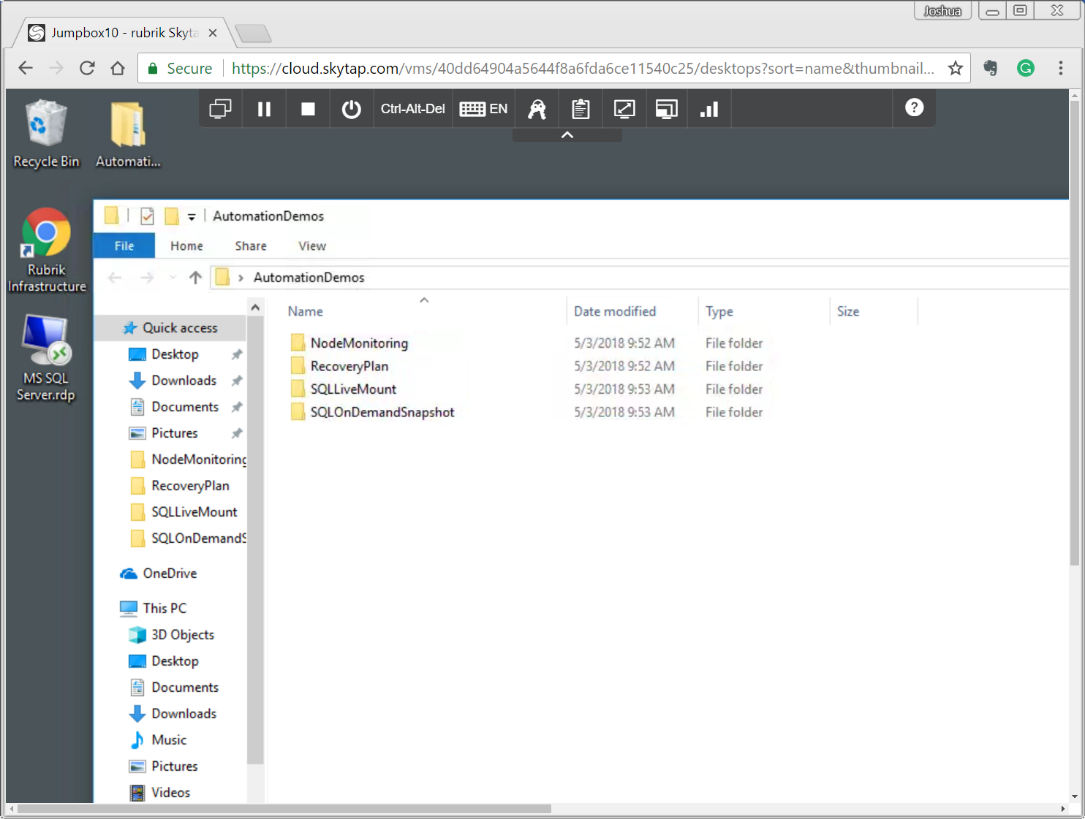 Joshua
Jumpbox10 - rubrik Skyta
Secure
https://cloud.skytap.com/vms/40dd64904a5644f8a6fda6ce11540c25/desktops?sort=name&thumbnail...
Ctrl-Alt-Del
EN
?
Recycle Bin
Automati...
Rubrik
Infrastructure
MS SQL
Server.rdp
AutomationDemos
File Home Share View
AutomationDemos
Name Date modified Type Size
NodeMonitoring 5/3/2018 9:52 AM File folder
RecoveryPlan 5/3/2018 9:52 AM File folder
SQLLiveMount 5/3/2018 9:53 AM File folder
SQLOnDemandSnapshot 5/3/2018 9:53 AM File folder
Quick access
Desktop
Downloads
Documents
Pictures
NodeMonitoring
RecoveryPlan
SQLLiveMount
SQLOnDemandS
OneDrive
This PC
3D Objects
Desktop
Documents
Downloads
Music
Pictures
Videos